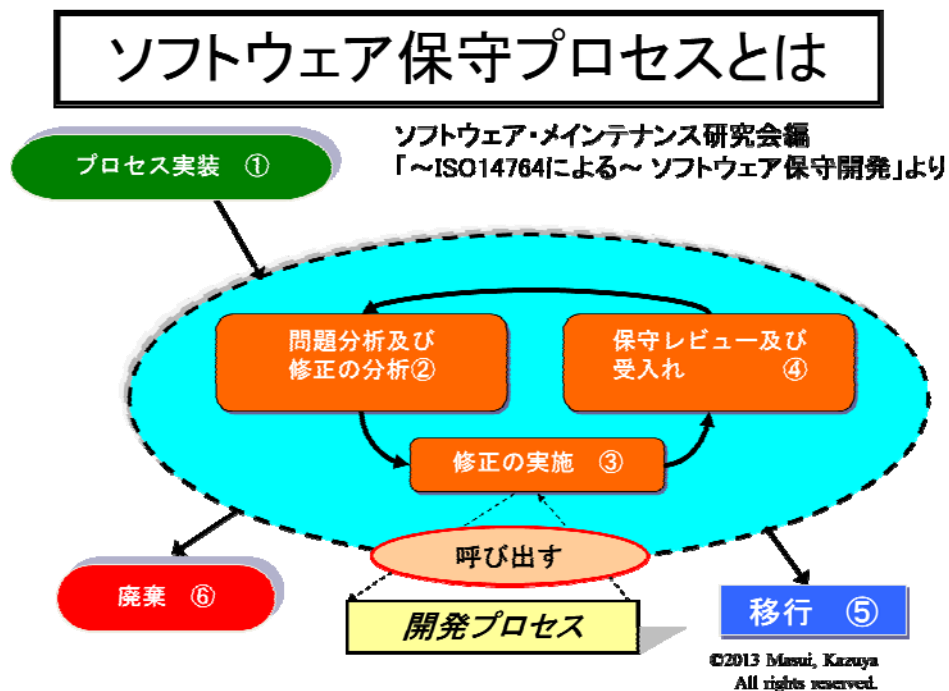 ソフトウェア保守プロセスとは
ソフトウェア・メインテナンス研究会編
「~ISO14764による~ ソフトウェア保守開発」より
プロセス実装 ①
問題分析及び
修正の分析②
保守レビュー及び
受入れ ④
修正の実施 ③
呼び出す
廃棄 ⑥
開発プロセス
移行 ⑤
©2013 Masui, Kazuya
All rights reserved.